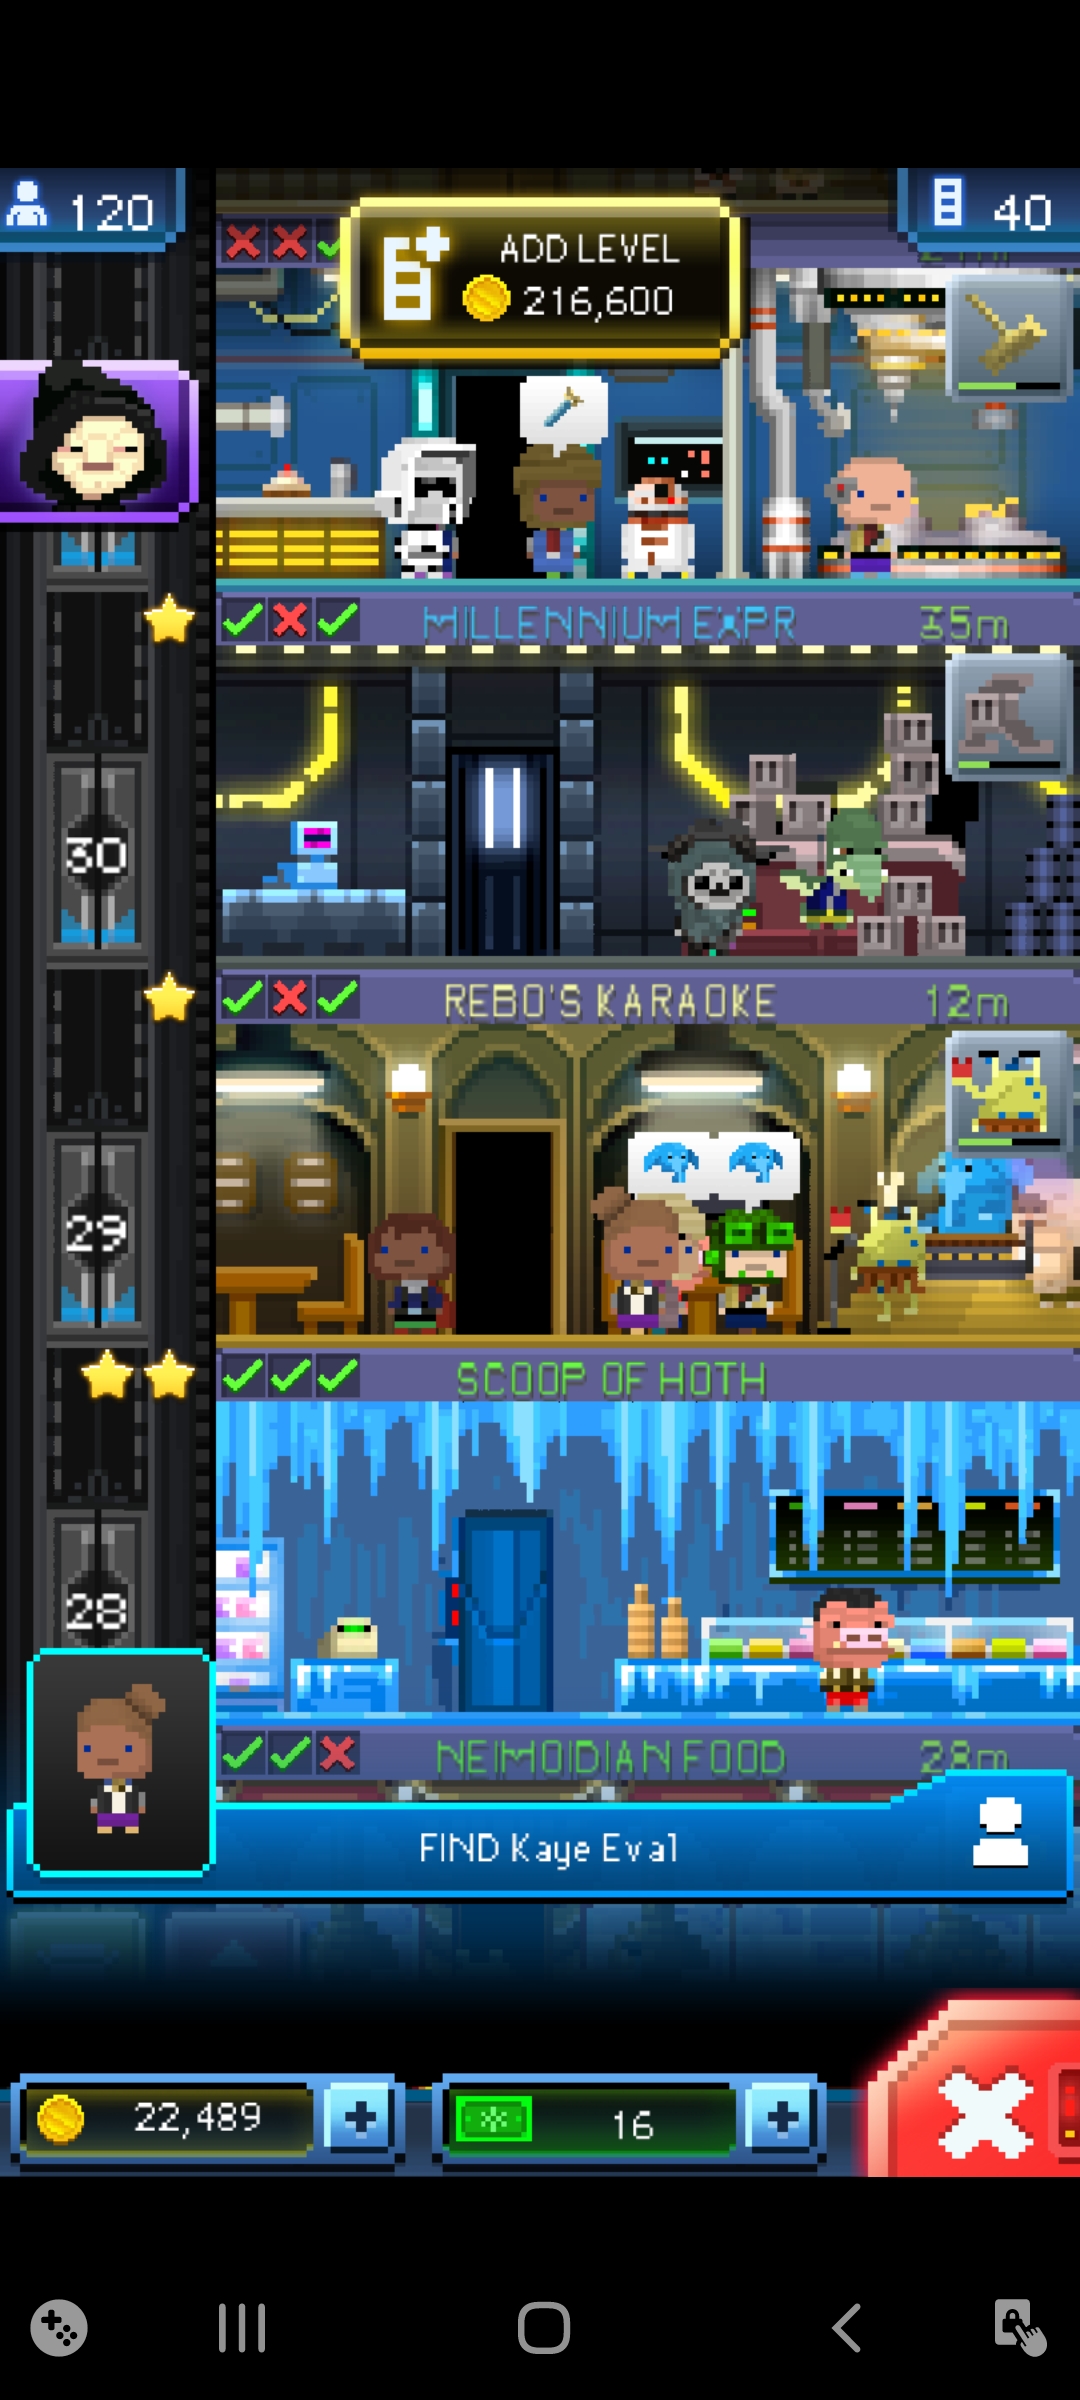 120
ADD LEVEL
216,600
40
MILLENNIUM EXPR
35m
30
REBO'S KARAOKE
12m
29
SCOOP OF HOTH
28
NEIMOIDIAN FOOD
28m
FIND Kaye Eval
22,489
16